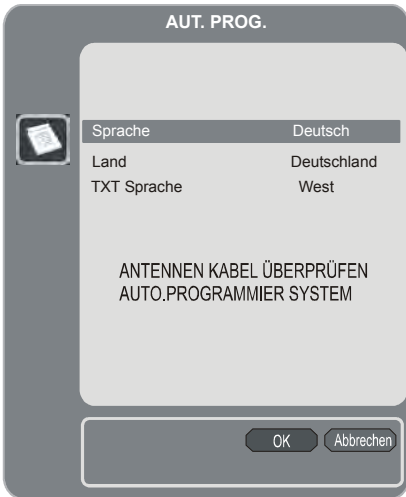 AUT. PROG.
Sprache Deutsch
Land Deutschland
TXT Sprache West
ANTENNEN KABEL ÜBERPRÜFEN
AUTO.PROGRAMMIER SYSTEM
OK Abbrechen